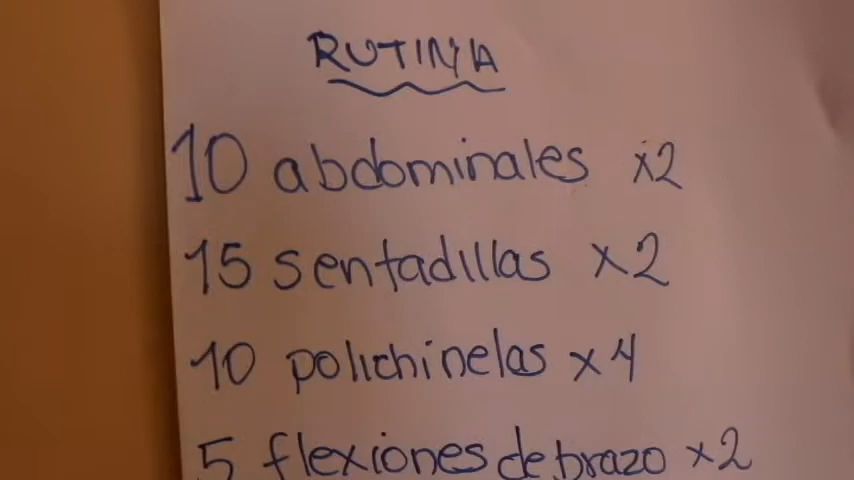 RUTINA
10 abdominales x2
15 sentadillas x2
10 polichinelas x4
5 flexiones de brazo x2